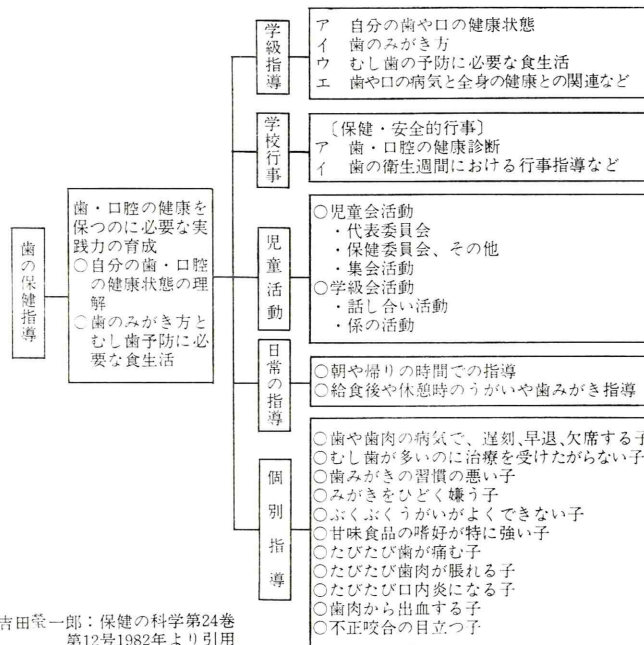 歯の保健指導
歯・口腔の健康を
保つのに必要な実
践力の育成
○自分の歯・口腔
の健康状態の理
解
○歯のみがき方と
むし歯予防に必
要な食生活
学級指導
ア 自分の歯や口の健康状態
イ 歯のみがき方
ウ むし歯の予防に必要な食生活
エ 歯や口の病気と全身の健康との関連など
学校行事
〔保健・安全的行事〕
ア 歯・口腔の健康診断
イ 歯の衛生週間における行事指導など
児童活動
○児童会活動
・代表委員会
・保健委員会、その他
・集会活動
○学級会活動
・話し合い活動
・係の活動
日常の指導
○朝や帰りの時間での指導
○給食後や休憩時のうがいや歯みがき指導
個別指導
○歯や歯肉の病気で、遅刻、早退、欠席する子
○むし歯が多いのに治療を受けたがらない子
○歯みがきの習慣の悪い子
○みがきをひどく嫌う子
○ぶくぶくうがいがよくできない子
○甘味食品の嗜好が特に強い子
○たびたび歯が痛む子
○たびたび歯肉が脹れる子
○たびたび口内炎になる子
○歯肉から出血する子
○不正咬合の目立つ子
吉田榮一郎：保健の科学第24巻
第12号1982年より引用